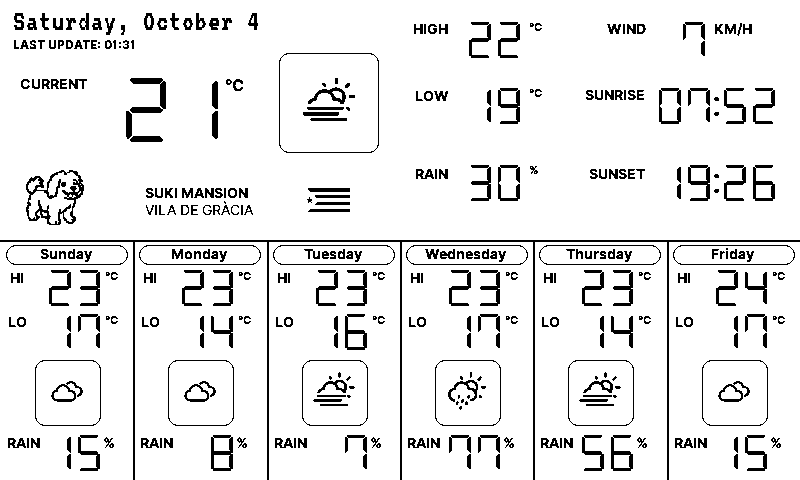 Saturday, October 4
LAST UPDATE: 01:31
CURRENT 21 °C
HIGH 22 °C
LOW 19 °C
RAIN 30 %
WIND 7 KM/H
SUNRISE 07:52
SUNSET 19:26
SUKI MANSION
VILA DE GRÀCIA
Sunday
HI 23 °C
LO 17 °C
RAIN 15 %
Monday
HI 23 °C
LO 14 °C
RAIN 8 %
Tuesday
HI 23 °C
LO 16 °C
RAIN 7 %
Wednesday
HI 23 °C
LO 17 °C
RAIN 77 %
Thursday
HI 23 °C
LO 14 °C
RAIN 56 %
Friday
HI 24 °C
LO 17 °C
RAIN 15 %